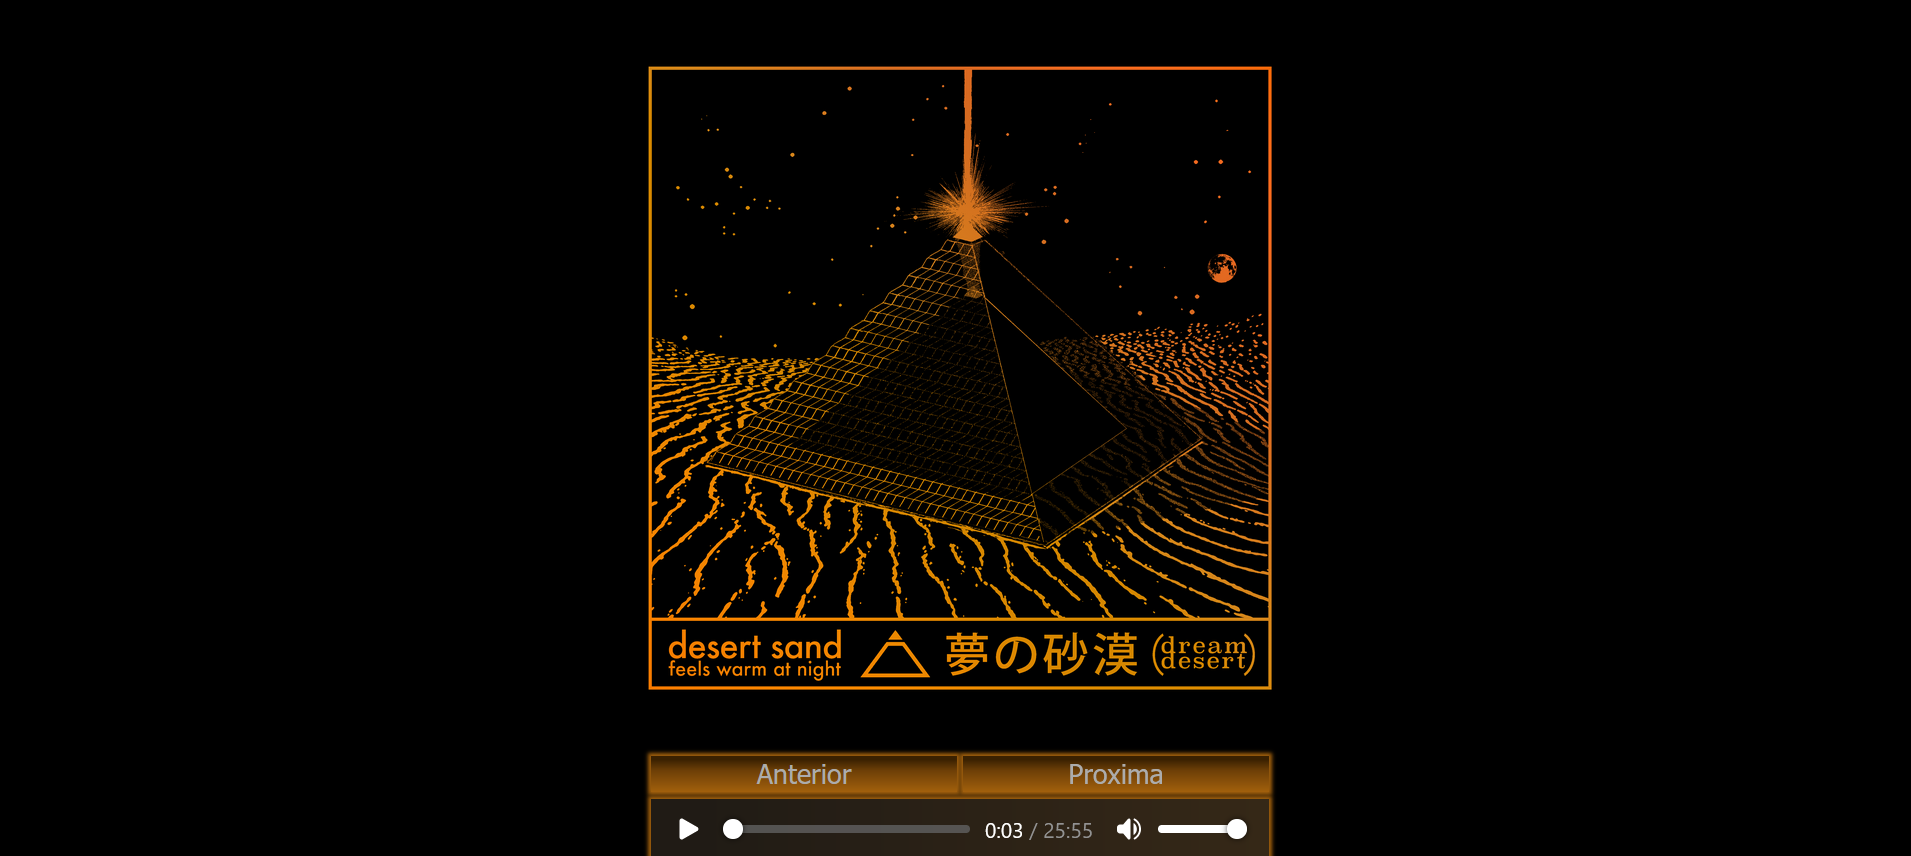 desert sand
feels warm at night
夢の砂漠
(dream
desert)
Anterior
Proxima
0:03 / 25:55